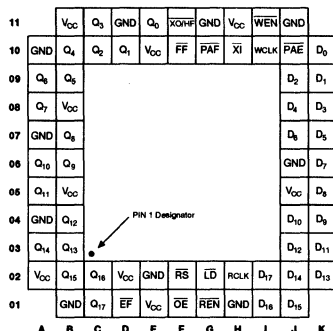 11 VCC Q3 GND Q0 XO/HF GND VCC WEN GND
10 GND Q4 Q2 Q1 VCC FF PAF XI WCLK PAE D0
09 Q6 Q5 D2 D1
08 Q7 VCC D4 D3
07 GND Q8 D6 D5
06 Q10 Q9 GND D7
05 Q11 VCC VCC D8
04 GND Q12 D10 D9
PIN 1 Designator
03 Q14 Q13 D12 D11
02 VCC Q15 Q16 VCC GND RS LD RCLK D17 D14 D13
01 GND Q17 EF VCC OE REN GND D16 D15
A B C D E F G H J K